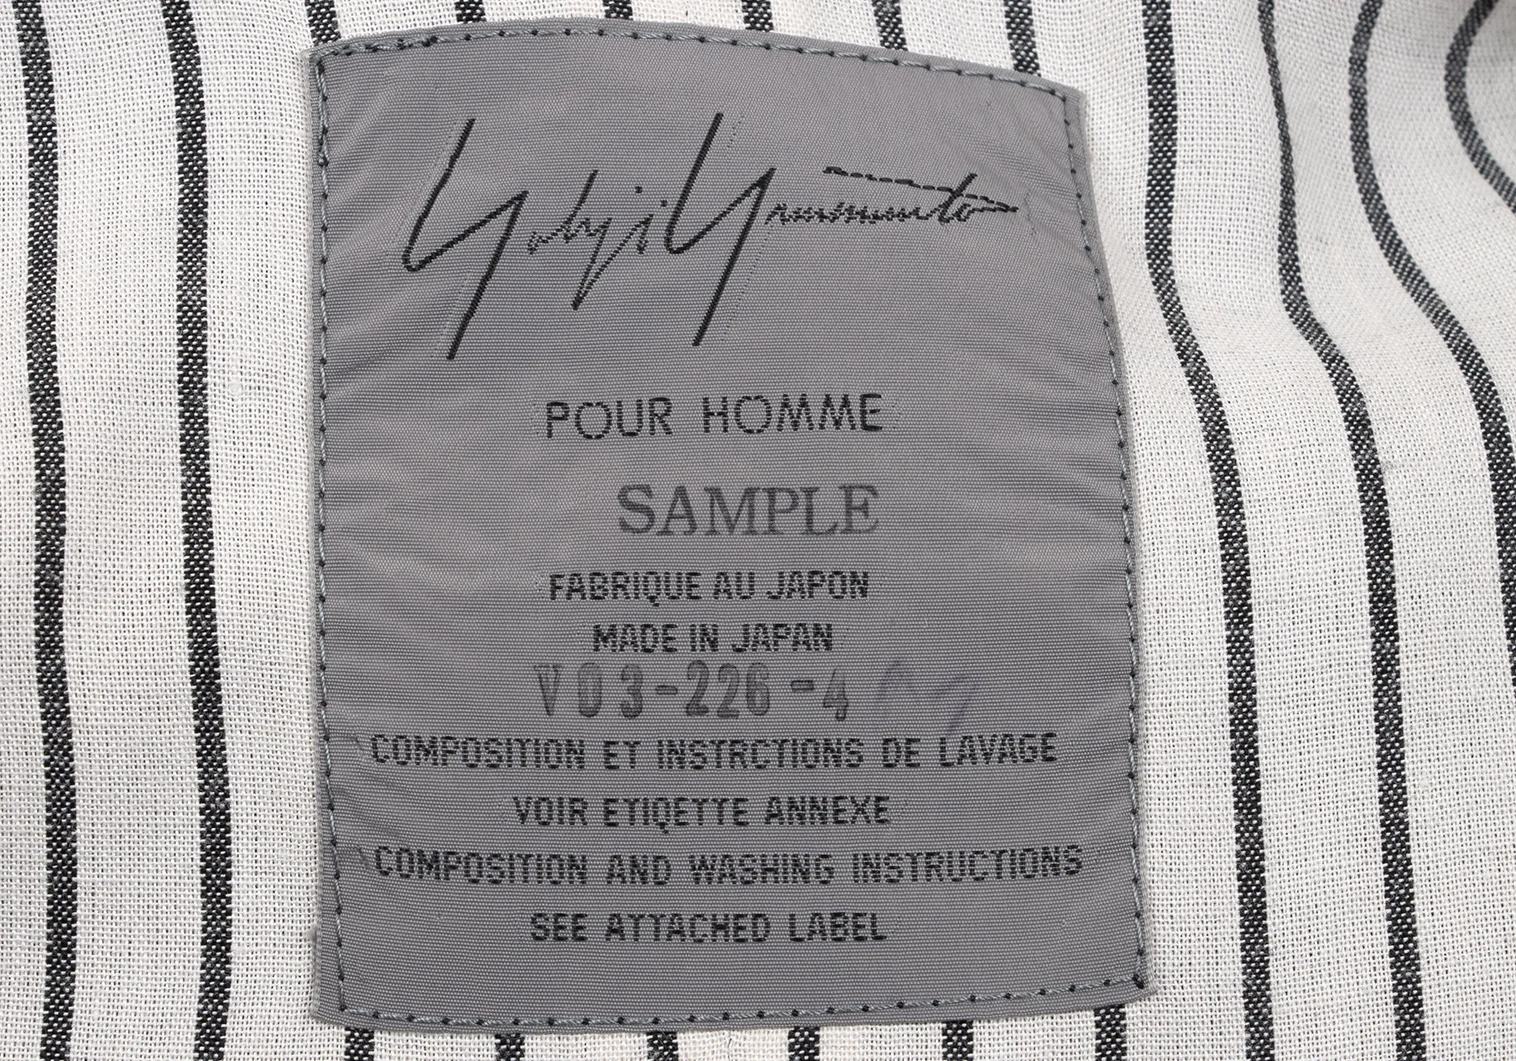 Yohji Yamamoto
POUR HOMME
SAMPLE
FABRIQUE AU JAPON
MADE IN JAPAN
V03-226-4
COMPOSITION ET INSTRCTIONS DE LAVAGE
VOIR ETIQETTE ANNEXE
COMPOSITION AND WASHING INSTRUCTIONS
SEE ATTACHED LABEL